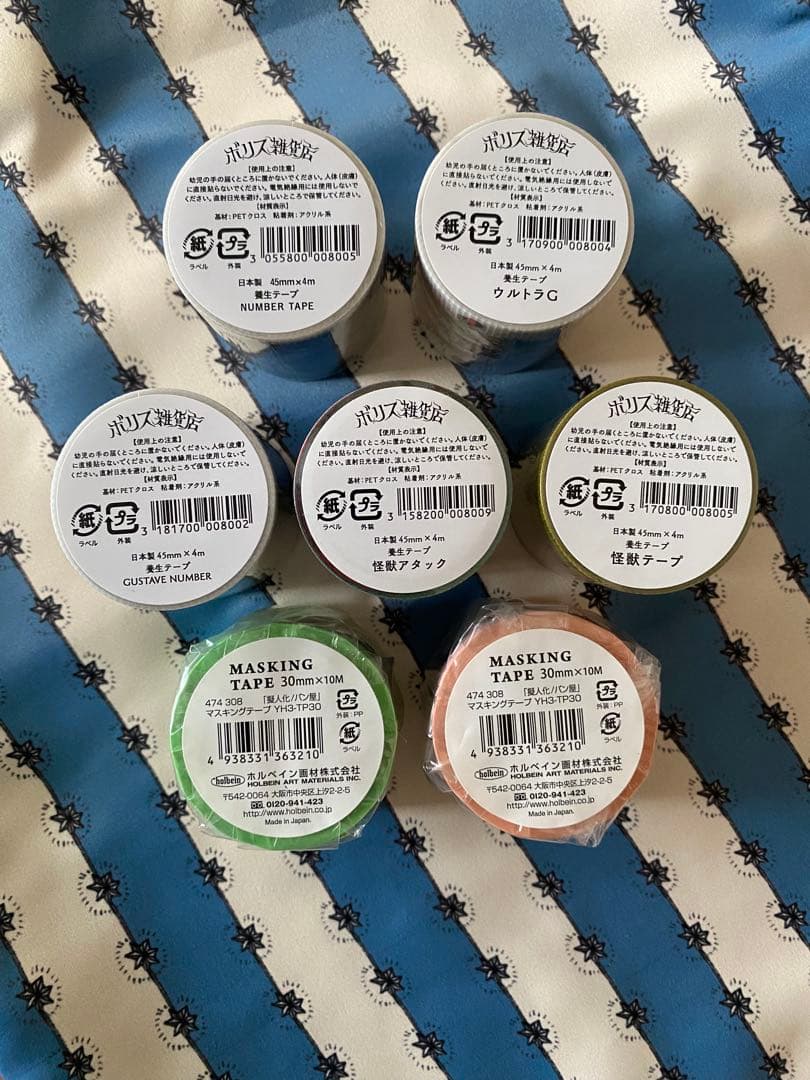 ボリス雑貨店
【使用上の注意】
幼児の手の届くところに置かないでください。人体(皮膚)
に直接貼らないでください。電気絶縁用には使用しないで
ください。直射日光を避け、涼しいところで保管してください。
【材質表示】
基材:PETクロス 粘着剤:アクリル系
紙
ラベル
プラ
外装
3 055800 008005
日本製 45mm×4m
養生テープ
NUMBER TAPE
ボリス雑貨店
【使用上の注意】
幼児の手の届くところに置かないでください。人体(皮膚)
に直接貼らないでください。電気絶縁用には使用しないで
ください。直射日光を避け、涼しいところで保管してください。
【材質表示】
基材:PETクロス 粘着剤:アクリル系
紙
ラベル
プラ
外装
3 170900 008004
日本製 45mm×4m
養生テープ
ウルトラG
ボリス雑貨店
【使用上の注意】
幼児の手の届くところに置かないでください。人体(皮膚)
に直接貼らないでください。電気絶縁用には使用しないで
ください。直射日光を避け、涼しいところで保管してください。
【材質表示】
基材:PETクロス 粘着剤:アクリル系
紙
ラベル
プラ
外装
3 181700 008002
日本製 45mm×4m
養生テープ
GUSTAVE NUMBER
ボリス雑貨店
【使用上の注意】
幼児の手の届くところに置かないでください。人体(皮膚)
に直接貼らないでください。電気絶縁用には使用しないで
ください。直射日光を避け、涼しいところで保管してください。
【材質表示】
基材:PETクロス 粘着剤:アクリル系
紙
ラベル
プラ
外装
3 158200 008009
日本製 45mm×4m
養生テープ
怪獣アタック
ボリス雑貨店
【使用上の注意】
幼児の手の届くところに置かないでください。人体(皮膚)
に直接貼らないでください。電気絶縁用には使用しないで
ください。直射日光を避け、涼しいところで保管してください。
【材質表示】
基材:PETクロス 粘着剤:アクリル系
紙
ラベル
プラ
外装
3 170800 008005
日本製 45mm×4m
養生テープ
怪獣テープ
MASKING
TAPE 30mm×10M
474 308 「擬人化/パン屋」
マスキングテープ YH3-TP30
プラ
外装:PP
紙
ラベル
4 938331 363210
holbein ホルベイン画材株式会社
HOLBEIN ART MATERIALS INC.
〒542-0064 大阪市中央区上汐2-2-5
0120-941-423
http://www.holbein.co.jp
Made in Japan.
MASKING
TAPE 30mm×10M
474 308 「擬人化/パン屋」
マスキングテープ YH3-TP30
プラ
外装:PP
紙
ラベル
4 938331 363210
holbein ホルベイン画材株式会社
HOLBEIN ART MATERIALS INC.
〒542-0064 大阪市中央区上汐2-2-5
0120-941-423
http://www.holbein.co.jp
Made in Japan.